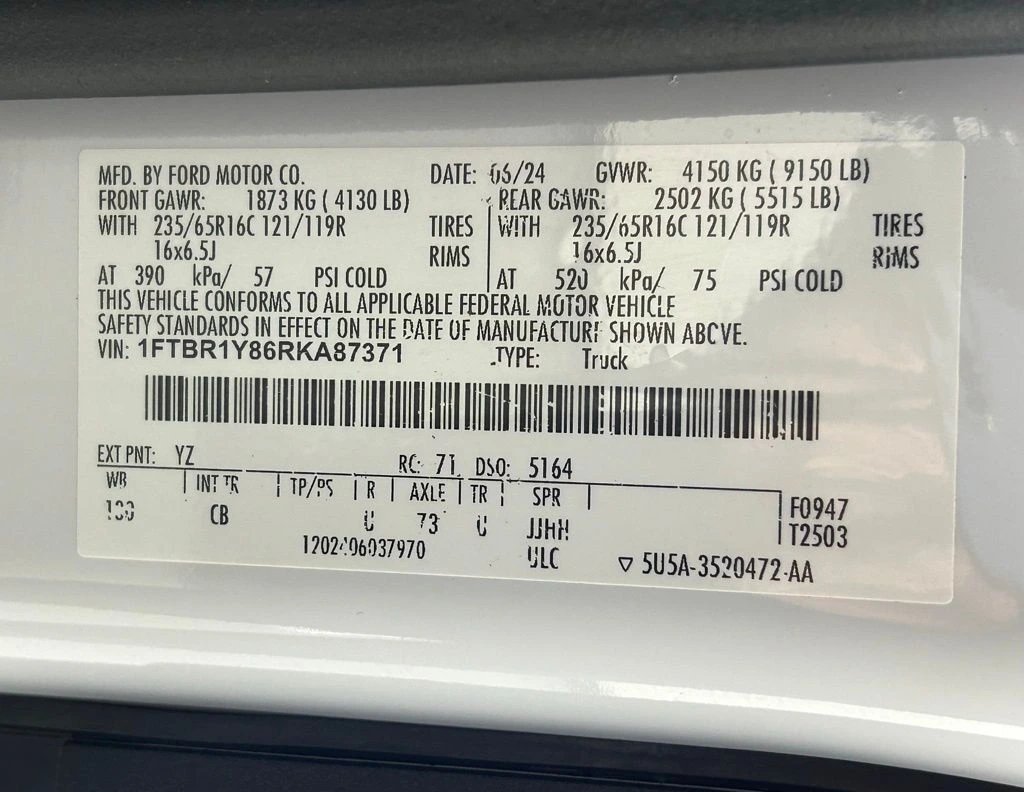 MFD. BY FORD MOTOR CO. DATE: 06/24 GVWR: 4150 KG ( 9150 LB)
FRONT GAWR: 1873 KG ( 4130 LB) REAR GAWR: 2502 KG ( 5515 LB)
WITH 235/65R16C 121/119R TIRES WITH 235/65R16C 121/119R TIRES
16x6.5J RIMS 16x6.5J RIMS
AT 390 kPa/ 57 PSI COLD AT 520 kPa/ 75 PSI COLD
THIS VEHICLE CONFORMS TO ALL APPLICABLE FEDERAL MOTOR VEHICLE
SAFETY STANDARDS IN EFFECT ON THE DATE OF MANUFACTURE SHOWN ABOVE.
VIN: 1FTBR1Y86RKA87371 TYPE: Truck
EXT PNT: YZ RC: 71 DSO: 5164
WB INT TR TP/PS R AXLE TR SPR F0947
CB 73 JJHH T2503
ULC
5U5A-3520472-AA